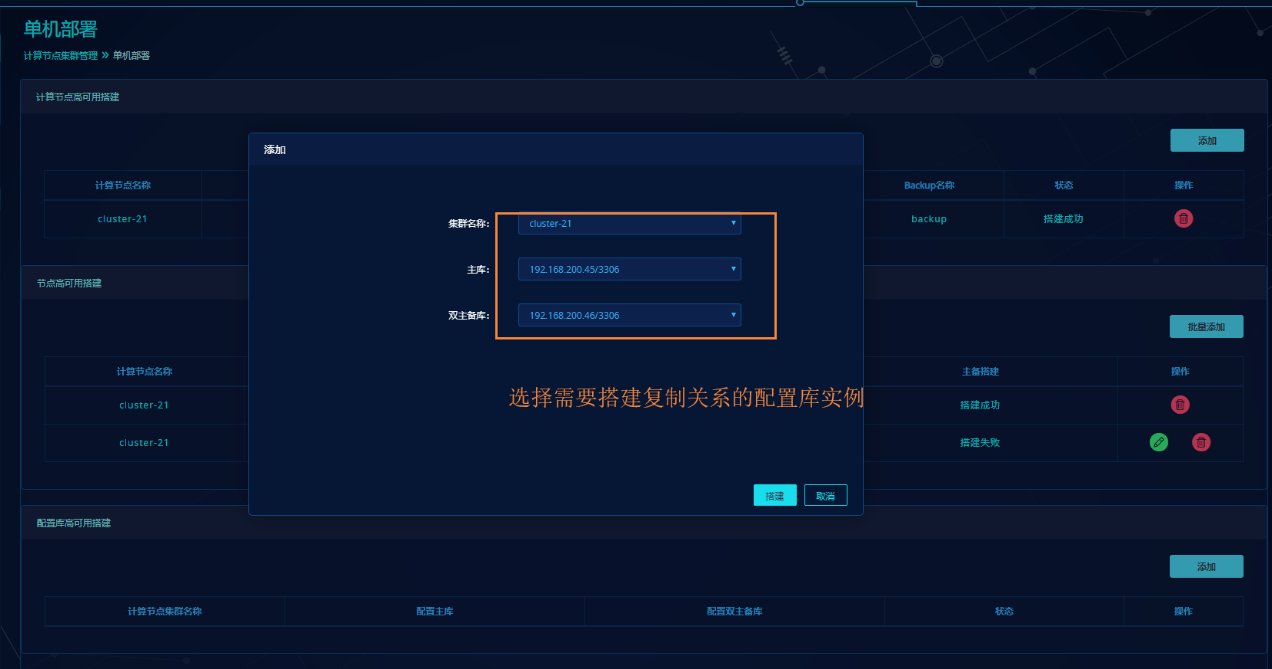 单机部署
计算节点集群管理 » 单机部署
计算节点高可用搭建
添加
计算节点名称 Backup名称 状态 操作
cluster-21 backup 搭建成功
添加
集群名称: cluster-21
主库: 192.168.200.45/3306
双主备库: 192.168.200.46/3306
选择需要搭建复制关系的配置库实例
搭建 取消
节点高可用搭建
批量添加
计算节点名称 主备搭建 操作
cluster-21 搭建成功
cluster-21 搭建失败
配置库高可用搭建
添加
计算节点集群名称 配置主库 配置双主备库 状态 操作